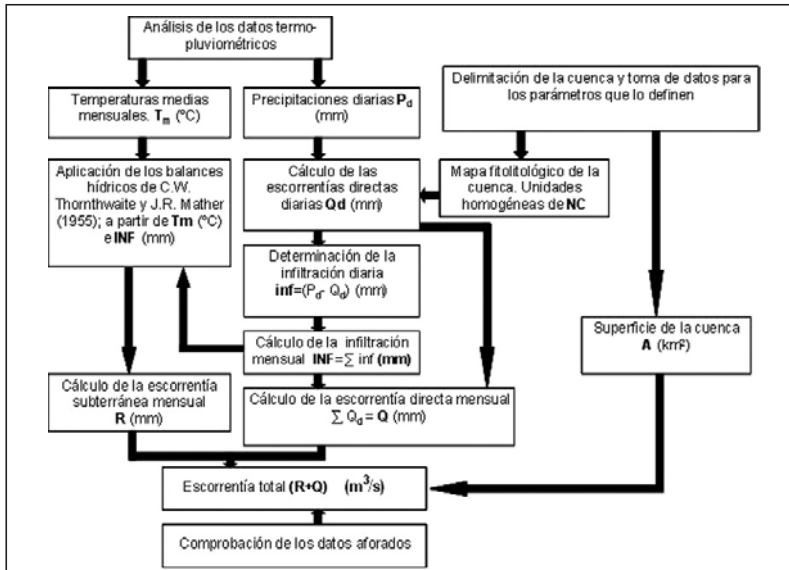 Análisis de los datos termo-
pluviométricos
Temperaturas medias
mensuales. Tm (ºC)
Precipitaciones diarias Pd
(mm)
Delimitación de la cuenca y toma de datos para
los parámetros que lo definen
Aplicación de los balances
hídricos de C.W.
Thornthwaite y J.R. Mather
(1955); a partir de Tm (ºC)
e INF (mm)
Cálculo de las
escorrentías directas
diarias Qd (mm)
Mapa fitolitológico de la
cuenca. Unidades
homogéneas de NC
Determinación de la
infiltración diaria
inf=(Pd- Qd) (mm)
Cálculo de la infiltración
mensual INF=∑ inf (mm)
Superficie de la cuenca
A (km²)
Cálculo de la escorrentía
subterránea mensual
R (mm)
Cálculo de la escorrentía directa mensual
∑ Qd = Q (mm)
Escorrentía total (R+Q) (m³/s)
Comprobación de los datos aforados